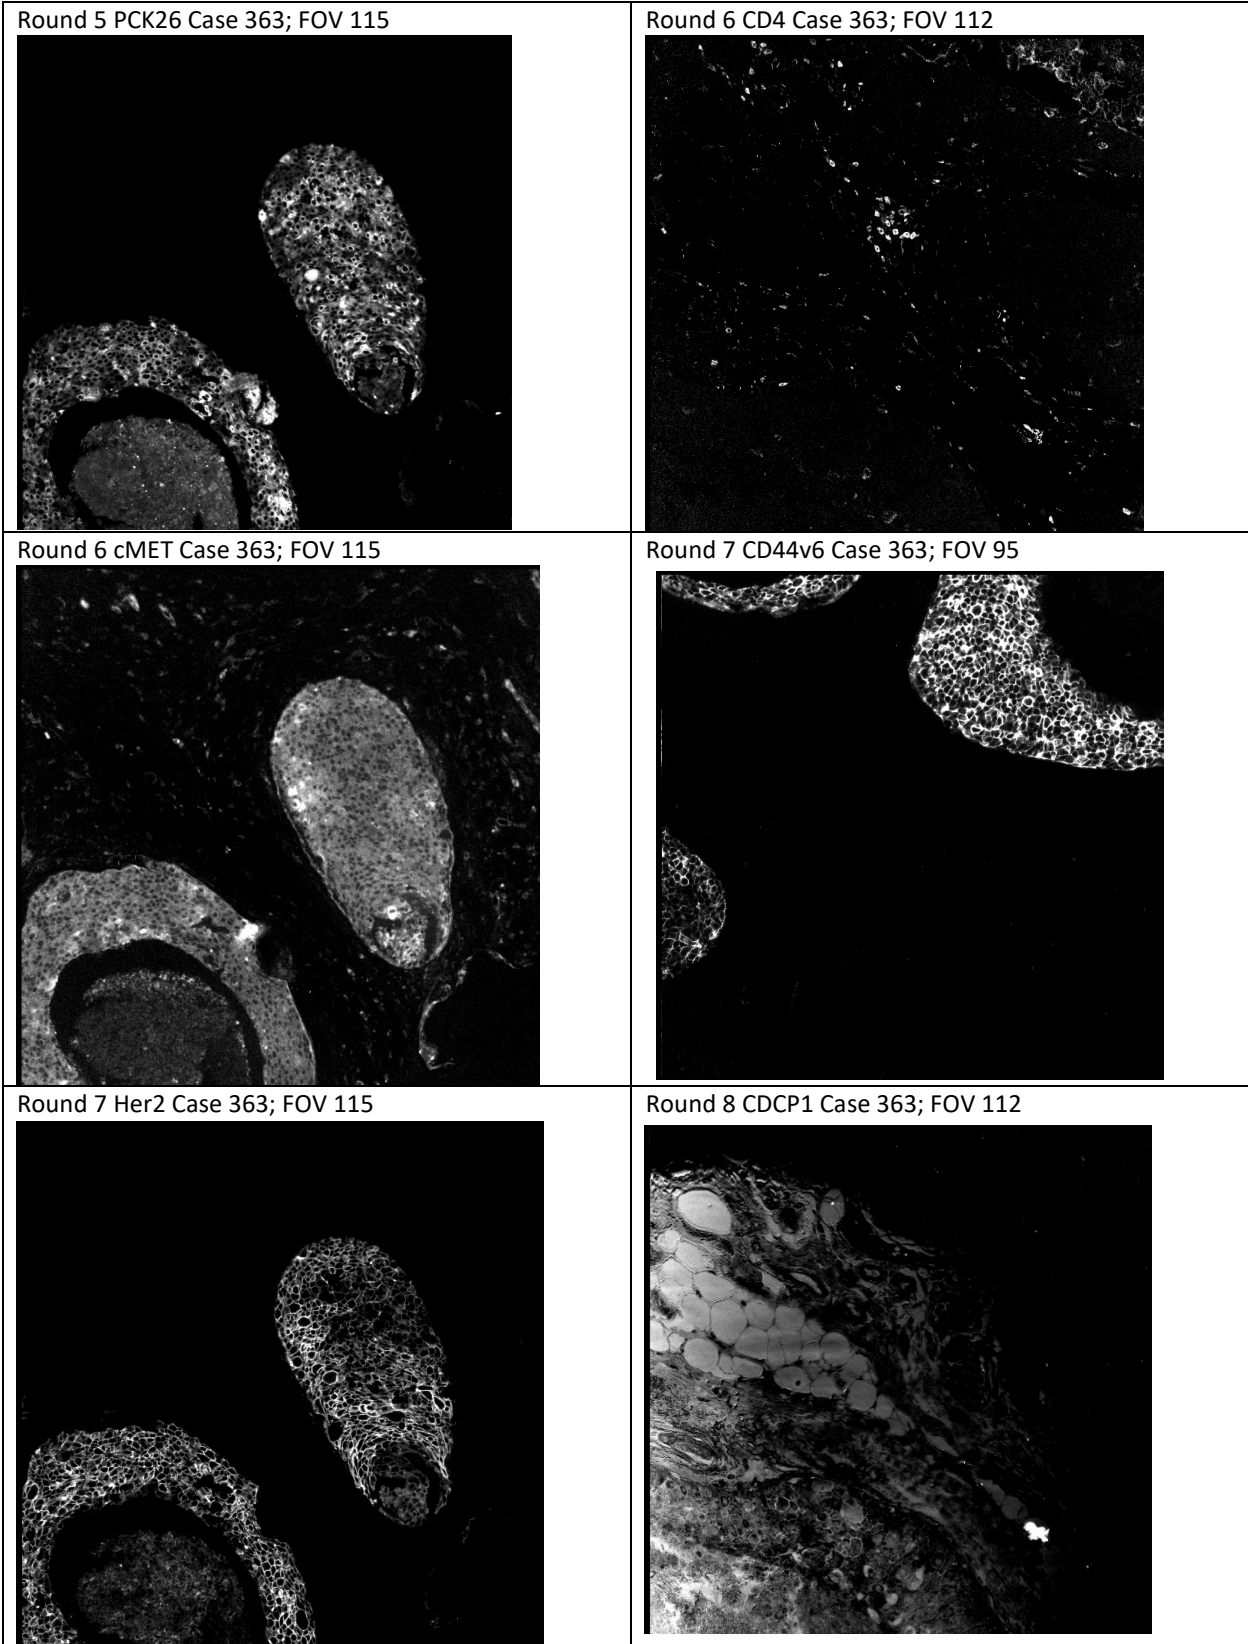 Round 5 PCK26 Case 363; FOV 115
Round 6 CD4 Case 363; FOV 112
Round 6 cMET Case 363; FOV 115
Round 7 CD44v6 Case 363; FOV 95
Round 7 Her2 Case 363; FOV 115
Round 8 CDCP1 Case 363; FOV 112